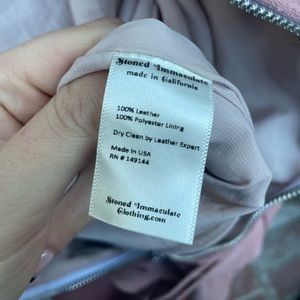 Stoned Immaculate
made in California
100% Leather
100% Polyester Lining
Dry Clean by Leather Expert
Made in USA
RN # 149144
Stoned Immaculate
Clothing.com